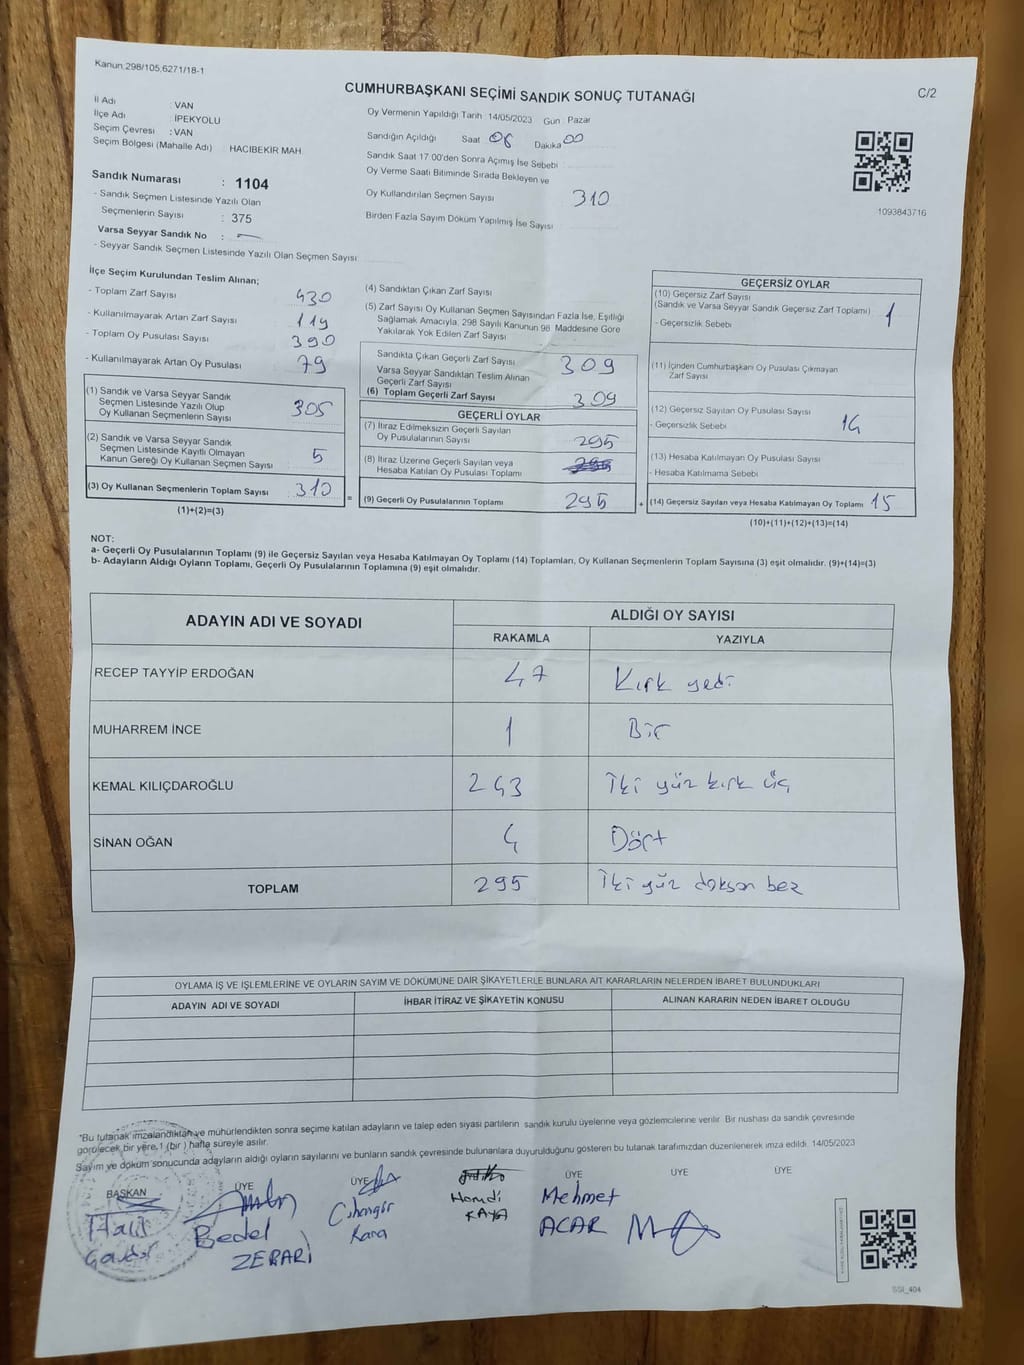 Kanun:298/105,6271/18-1
CUMHURBAŞKANI SEÇİMİ SANDIK SONUÇ TUTANAĞI
C/2
İl Adı : VAN
İlçe Adı : İPEKYOLU
Seçim Çevresi : VAN
Seçim Bölgesi (Mahalle Adı) HACIBEKİR MAH.
Sandık Numarası : 1104
- Sandık Seçmen Listesinde Yazılı Olan
Seçmenlerin Sayısı : 375
Varsa Seyyar Sandık No : -
- Seyyar Sandık Seçmen Listesinde Yazılı Olan Seçmen Sayısı:
Oy Vermenin Yapıldığı Tarih 14/05/2023 Gün : Pazar
Sandığın Açıldığı Saat 08 Dakika 00
Sandık Saat 17:00'den Sonra Açımış İse Sebebi
Oy Verme Saati Bitiminde Sırada Bekleyen ve
Oy Kullandırılan Seçmen Sayısı 310
Birden Fazla Sayım Döküm Yapılmış İse Sayısı
1093843716
İlçe Seçim Kurulundan Teslim Alınan;
- Toplam Zarf Sayısı 430
- Kullanılmayarak Artan Zarf Sayısı 119
- Toplam Oy Pusulası Sayısı 390
- Kullanılmayarak Artan Oy Pusulası 79
(1) Sandık ve Varsa Seyyar Sandık
Seçmen Listesinde Yazılı Olup
Oy Kullanan Seçmenlerin Sayısı 305
(2) Sandık ve Varsa Seyyar Sandık
Seçmen Listesinde Kayıtlı Olmayan
Kanun Gereği Oy Kullanan Seçmen Sayısı 5
(3) Oy Kullanan Seçmenlerin Toplam Sayısı 310
(1)+(2)=(3)
(4) Sandıktan Çıkan Zarf Sayısı
(5) Zarf Sayısı Oy Kullanan Seçmen Sayısından Fazla İse, Eşitliği
Sağlamak Amacıyla, 298 Sayılı Kanunun 98. Maddesine Göre
Yakılarak Yok Edilen Zarf Sayısı
Sandıkta Çıkan Geçerli Zarf Sayısı 309
Varsa Seyyar Sandıktan Teslim Alınan
Geçerli Zarf Sayısı
(6) Toplam Geçerli Zarf Sayısı 309
GEÇERLİ OYLAR
(7) İtiraz Edilmeksizin Geçerli Sayılan
Oy Pusulalarının Sayısı 295
(8) İtiraz Üzerine Geçerli Sayılan veya
Hesaba Katılan Oy Pusulası Toplamı
= (9) Geçerli Oy Pusulalarının Toplamı 295
GEÇERSİZ OYLAR
(10) Geçersiz Zarf Sayısı
(Sandık ve Varsa Seyyar Sandık Geçersiz Zarf Toplamı) 1
- Geçersizlik Sebebi
(11) İçinden Cumhurbaşkanı Oy Pusulası Çıkmayan
Zarf Sayısı
(12) Geçersiz Sayılan Oy Pusulası Sayısı 14
- Geçersizlik Sebebi
(13) Hesaba Katılmayan Oy Pusulası Sayısı
- Hesaba Katılmama Sebebi
+ (14) Geçersiz Sayılan veya Hesaba Katılmayan Oy Toplamı 15
(10)+(11)+(12)+(13)=(14)
NOT:
a- Geçerli Oy Pusulalarının Toplamı (9) ile Geçersiz Sayılan veya Hesaba Katılmayan Oy Toplamı (14) Toplamları, Oy Kullanan Seçmenlerin Toplam Sayısına (3) eşit olmalıdır. (9)+(14)=(3)
b- Adayların Aldığı Oyların Toplamı, Geçerli Oy Pusulalarının Toplamına (9) eşit olmalıdır.
ADAYIN ADI VE SOYADI
ALDIĞI OY SAYISI
RAKAMLA YAZIYLA
RECEP TAYYİP ERDOĞAN 47 Kırk yedi
MUHARREM İNCE 1 Bir
KEMAL KILIÇDAROĞLU 243 İki yüz kırk üç
SİNAN OĞAN 4 Dört
TOPLAM 295 İki yüz doksan beş
OYLAMA İŞ VE İŞLEMLERİNE VE OYLARIN SAYIM VE DÖKÜMÜNE DAİR ŞİKAYETLERLE BUNLARA AİT KARARLARIN NELERDEN İBARET BULUNDUKLARI
ADAYIN ADI VE SOYADI İHBAR İTİRAZ VE ŞİKAYETİN KONUSU ALINAN KARARIN NEDEN İBARET OLDUĞU
"Bu tutanak imzalandıktan ve mühürlendikten sonra seçime katılan adayların ve talep eden siyasi partilerin sandık kurulu üyelerine veya gözlemcilerine verilir. Bir nushası da sandık çevresinde
görülecek bir yere,1 (bir ) hafta süreyle asılır.
Sayım ve döküm sonucunda adayların aldığı oyların sayılarını ve bunların sandık çevresinde bulunanlara duyurulduğunu gösteren bu tutanak tarafımızdan düzenlenerek imza edildi. 14/05/2023
BAŞKAN ÜYE ÜYE ÜYE ÜYE ÜYE
Halis
Bedel
ZERARİ
Cihangir
Kara
Hamdi
KAYA
Mehmet
ACAR
SSI_404